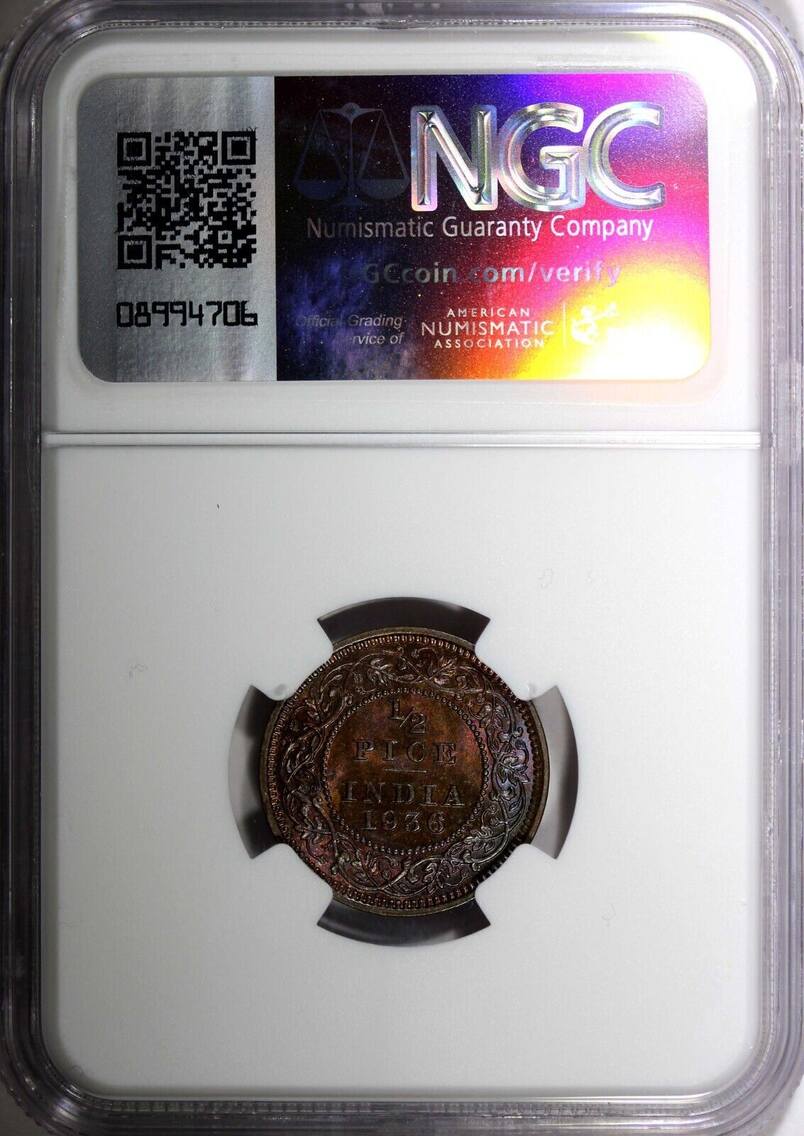 NGC
Numismatic Guaranty Company
GCcoin.com/verify
08994706
Official Grading
rvice of
AMERICAN
NUMISMATIC
ASSOCIATION
1/2
PICE
INDIA
1936